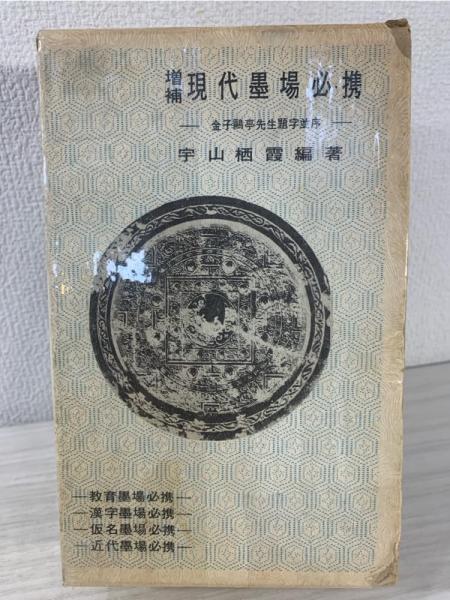 増補 現代墨場必携
― 金子鷗亭先生題字並序 ―
宇山栖霞編著
―教育墨場必携―
―漢字墨場必携―
―仮名墨場必携―
―近代墨場必携―